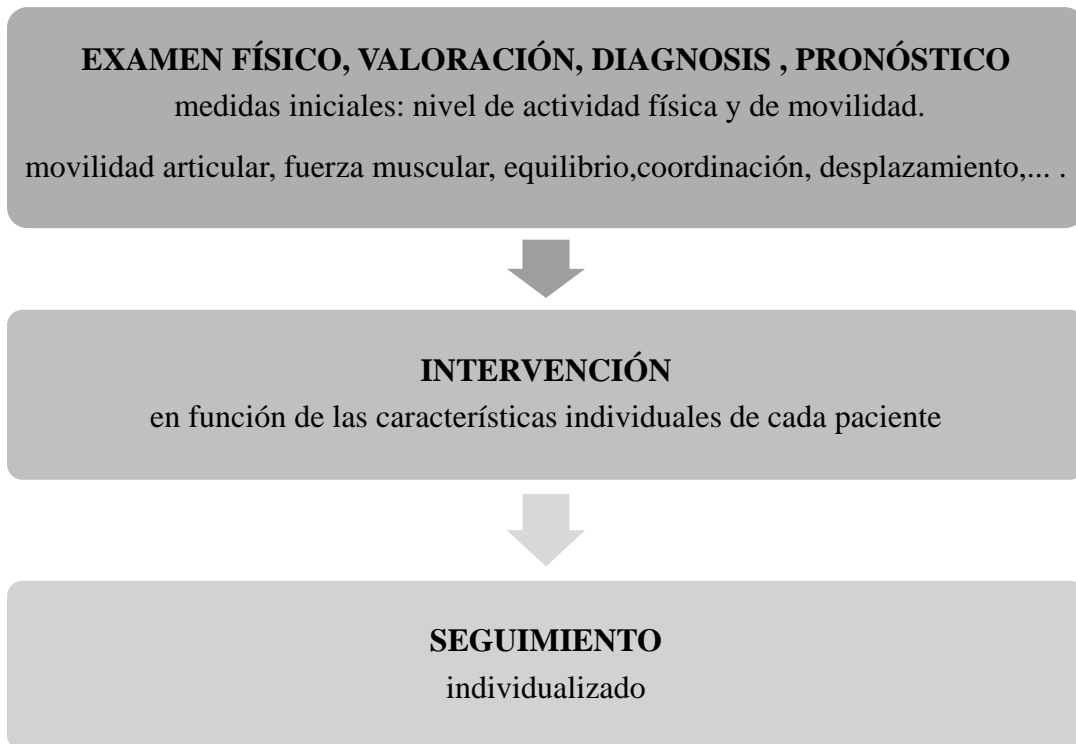 EXAMEN FÍSICO, VALORACIÓN, DIAGNOSIS , PRONÓSTICO
medidas iniciales: nivel de actividad física y de movilidad.
movilidad articular, fuerza muscular, equilibrio,coordinación, desplazamiento,... .
INTERVENCIÓN
en función de las características individuales de cada paciente
SEGUIMIENTO
individualizado